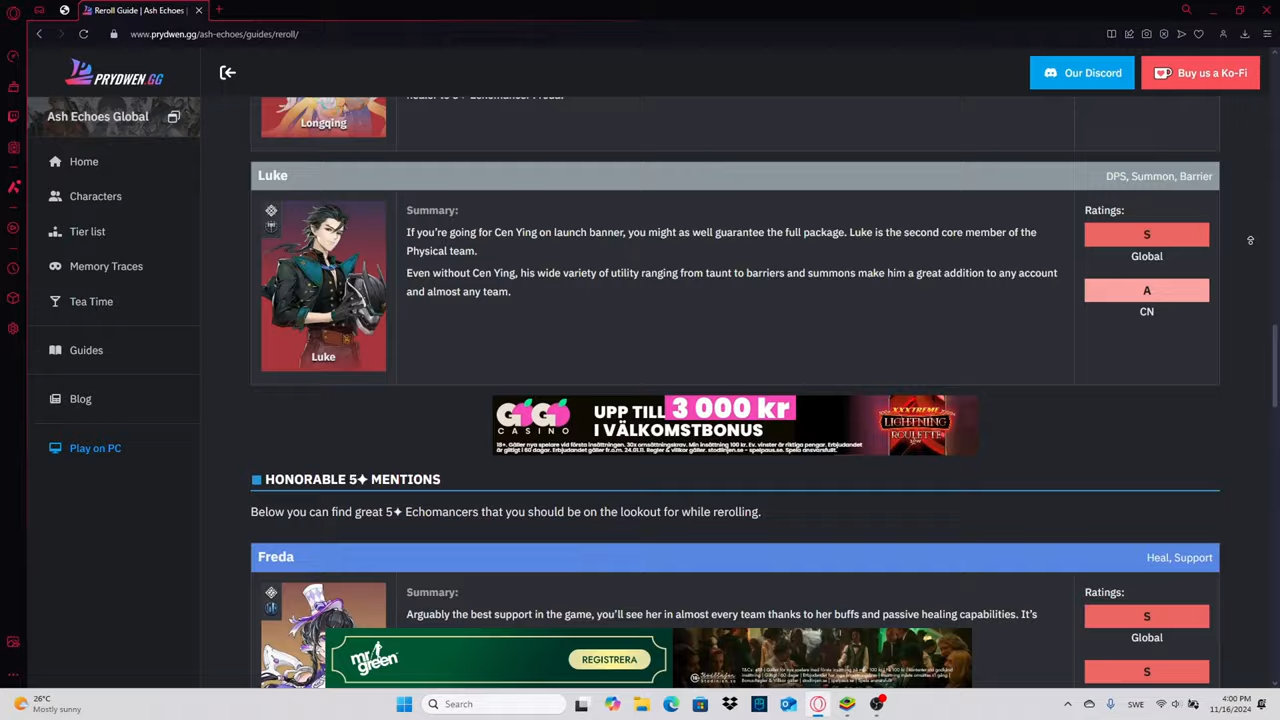 Reroll Guide | Ash Echoes
www.prydwen.gg/ash-echoes/guides/reroll/
PRYDWEN.GG
Our Discord
Buy us a Ko-Fi
Ash Echoes Global
Home
Characters
Tier list
Memory Traces
Tea Time
Guides
Blog
Play on PC
Longqing
Luke
DPS, Summon, Barrier
Summary:
If you're going for Cen Ying on launch banner, you might as well guarantee the full package. Luke is the second core member of the
Physical team.
Even without Cen Ying, his wide variety of utility ranging from taunt to barriers and summons make him a great addition to any account
and almost any team.
Luke
Ratings:
S
Global
A
CN
GOGO
CASINO
UPP TILL 3 000 kr
I VÄLKOMSTBONUS
XXXTREME
LIGHTNING
ROULETTE
HONORABLE 5✦ MENTIONS
Below you can find great 5✦ Echomancers that you should be on the lookout for while rerolling.
Freda
Heal, Support
Summary:
Arguably the best support in the game, you'll see her in almost every team thanks to her buffs and passive healing capabilities. It's
Ratings:
S
Global
S
mr green
REGISTRERA
26°C
Mostly sunny
Search
SWE
4:00 PM
11/16/2024